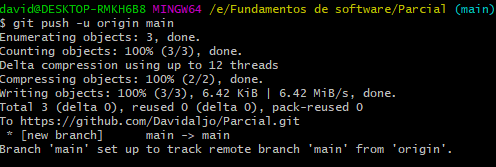 david@DESKTOP-RMKH6B8 MINGW64 /e/Fundamentos de software/Parcial (main)
$ git push -u origin main
Enumerating objects: 3, done.
Counting objects: 100% (3/3), done.
Delta compression using up to 12 threads
Compressing objects: 100% (2/2), done.
Writing objects: 100% (3/3), 6.42 KiB | 6.42 MiB/s, done.
Total 3 (delta 0), reused 0 (delta 0), pack-reused 0
To https://github.com/Davidaljo/Parcial.git
 * [new branch]      main -> main
Branch 'main' set up to track remote branch 'main' from 'origin'.